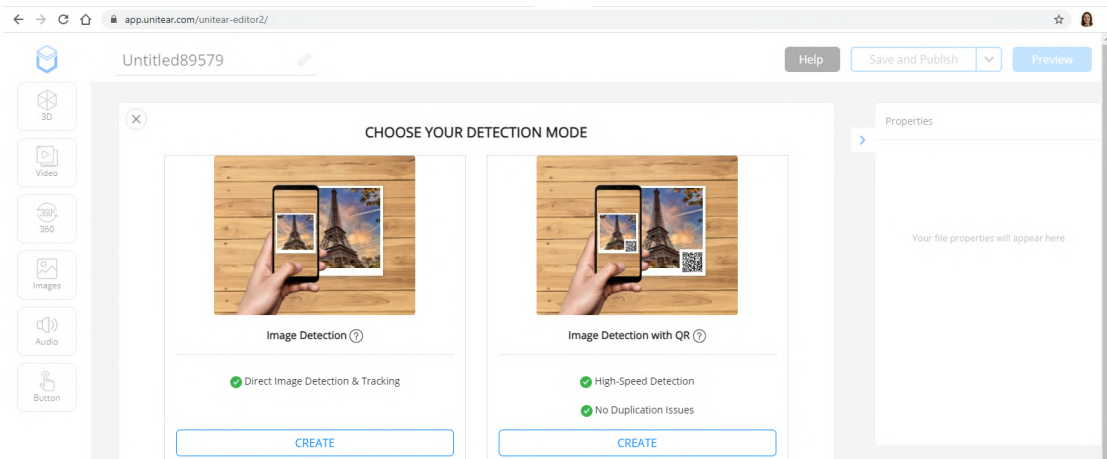 app.unitear.com/unitear-editor2/
Untitled89579
Help
Save and Publish
Preview
3D
Video
360°
360
Images
Audio
Button
CHOOSE YOUR DETECTION MODE
Image Detection ?
Direct Image Detection & Tracking
CREATE
Image Detection with QR ?
High-Speed Detection
No Duplication Issues
CREATE
Properties
Your file properties will appear here